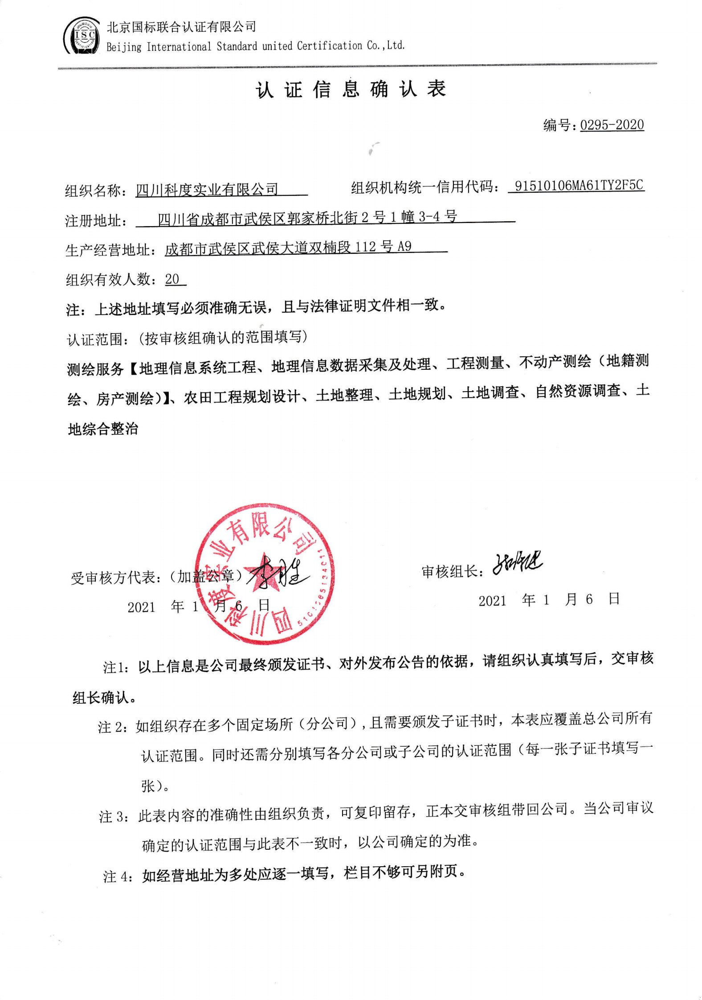 北京国标联合认证有限公司
Beijing International Standard united Certification Co.,Ltd.
ISC
认证信息确认表
编号:0295-2020
组织名称：四川科度实业有限公司 组织机构统一信用代码：91510106MA61TY2F5C
注册地址：四川省成都市武侯区郭家桥北街 2 号 1 幢 3-4 号
生产经营地址：成都市武侯区武侯大道双楠段 112 号 A9
组织有效人数：20
注：上述地址填写必须准确无误，且与法律证明文件相一致。
认证范围：(按审核组确认的范围填写)
测绘服务【地理信息系统工程、地理信息数据采集及处理、工程测量、不动产测绘（地籍测
绘、房产测绘)】、农田工程规划设计、土地整理、土地规划、土地调查、自然资源调查、土
地综合整治
四川科度实业有限公司
受审核方代表：（加盖公章）李胜 审核组长：
2021 年 1 月 6 日 2021 年 1 月 6 日
注1：以上信息是公司最终颁发证书、对外发布公告的依据，请组织认真填写后，交审核
组长确认。
注 2：如组织存在多个固定场所（分公司）,且需要颁发子证书时，本表应覆盖总公司所有
认证范围。同时还需分别填写各分公司或子公司的认证范围（每一张子证书填写一
张）。
注 3：此表内容的准确性由组织负责，可复印留存，正本交审核组带回公司。当公司审议
确定的认证范围与此表不一致时，以公司确定的为准。
注 4：如经营地址为多处应逐一填写，栏目不够可另附页。